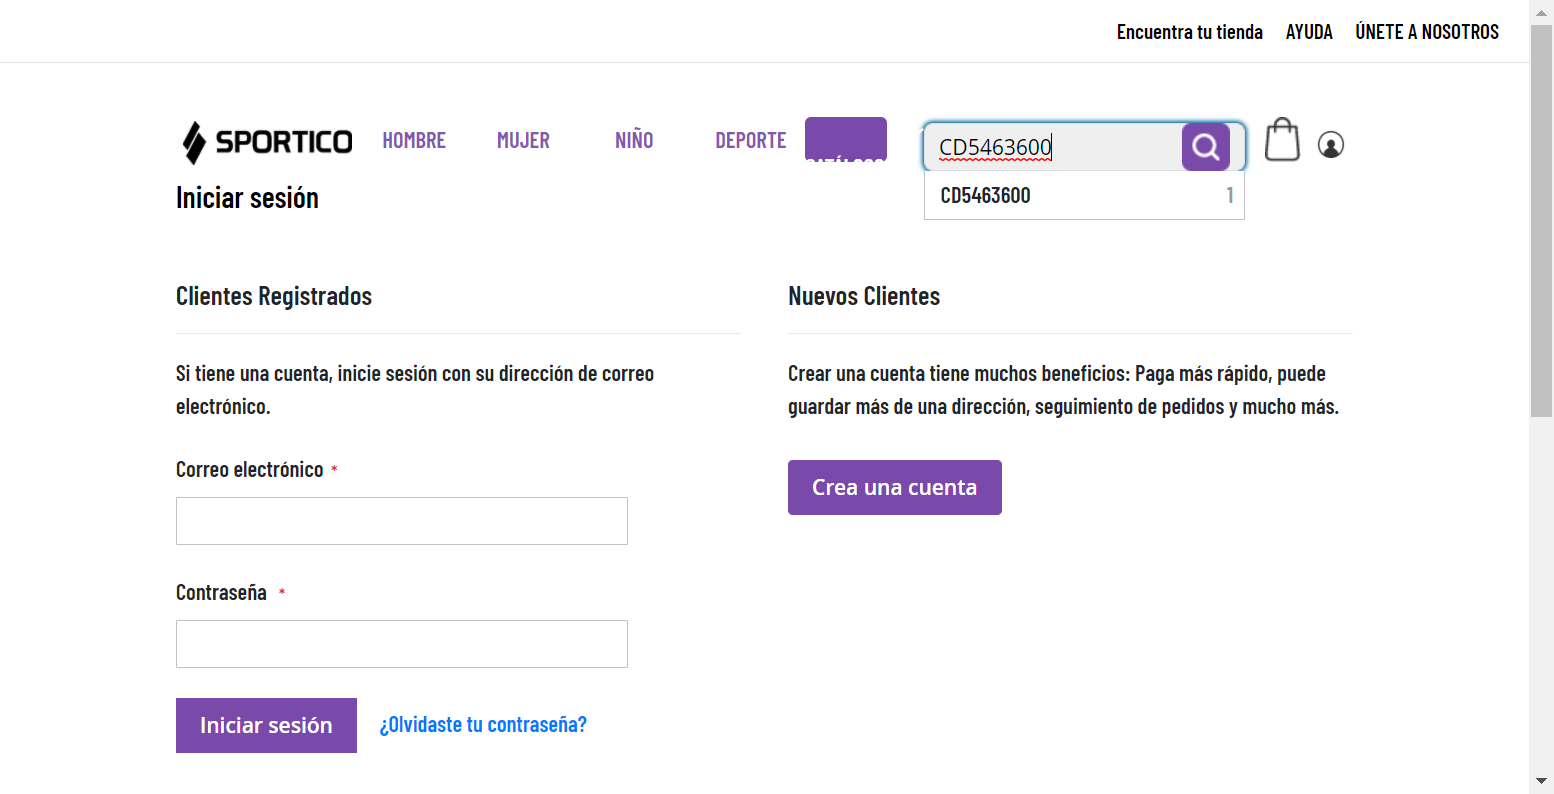 Encuentra tu tienda AYUDA ÚNETE A NOSOTROS
SPORTICO HOMBRE MUJER NIÑO DEPORTE CD5463600
Iniciar sesión
CD5463600 1
Clientes Registrados
Si tiene una cuenta, inicie sesión con su dirección de correo
electrónico.
Correo electrónico *
Contraseña *
Iniciar sesión ¿Olvidaste tu contraseña?
Nuevos Clientes
Crear una cuenta tiene muchos beneficios: Paga más rápido, puede
guardar más de una dirección, seguimiento de pedidos y mucho más.
Crea una cuenta